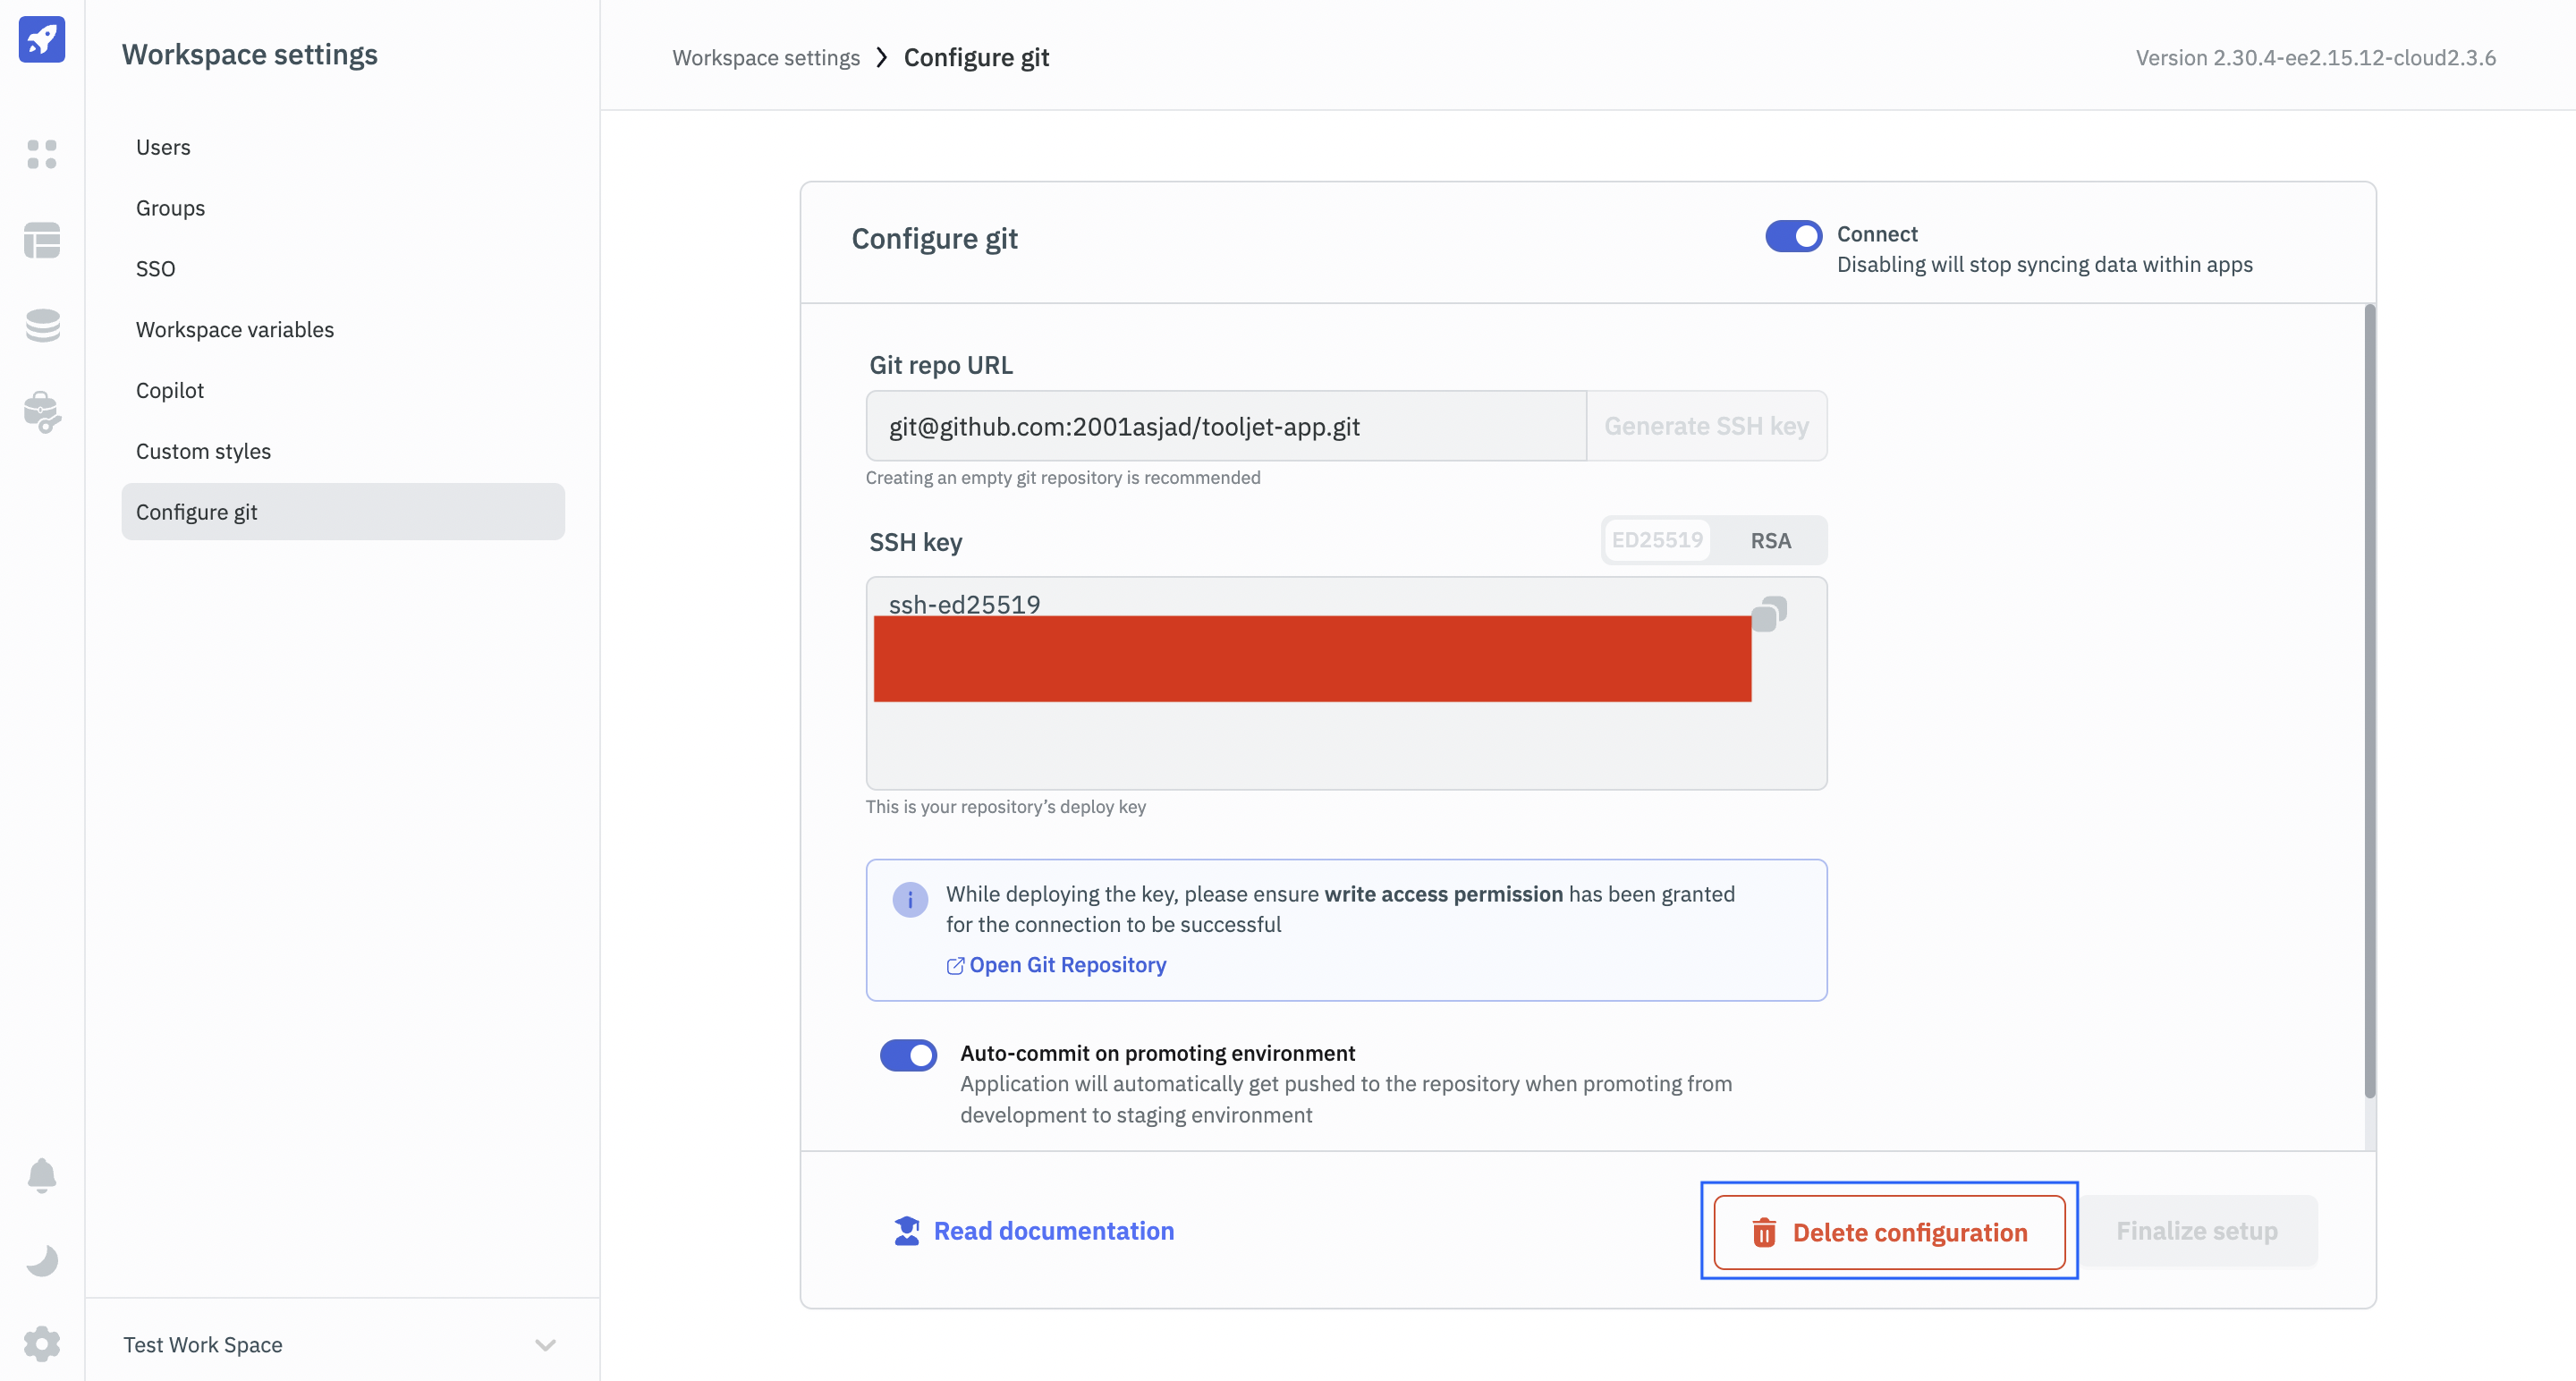 Workspace settings
Users
Groups
SSO
Workspace variables
Copilot
Custom styles
Configure git
Test Work Space
Workspace settings
Configure git
Version 2.30.4-ee2.15.12-cloud2.3.6
Configure git
Connect
Disabling will stop syncing data within apps
Git repo URL
git@github.com:2001asjad/tooljet-app.git
Generate SSH key
Creating an empty git repository is recommended
SSH key
ED25519
RSA
ssh-ed25519
This is your repository’s deploy key
While deploying the key, please ensure write access permission has been granted
for the connection to be successful
Open Git Repository
Auto-commit on promoting environment
Application will automatically get pushed to the repository when promoting from
development to staging environment
Read documentation
Delete configuration
Finalize setup